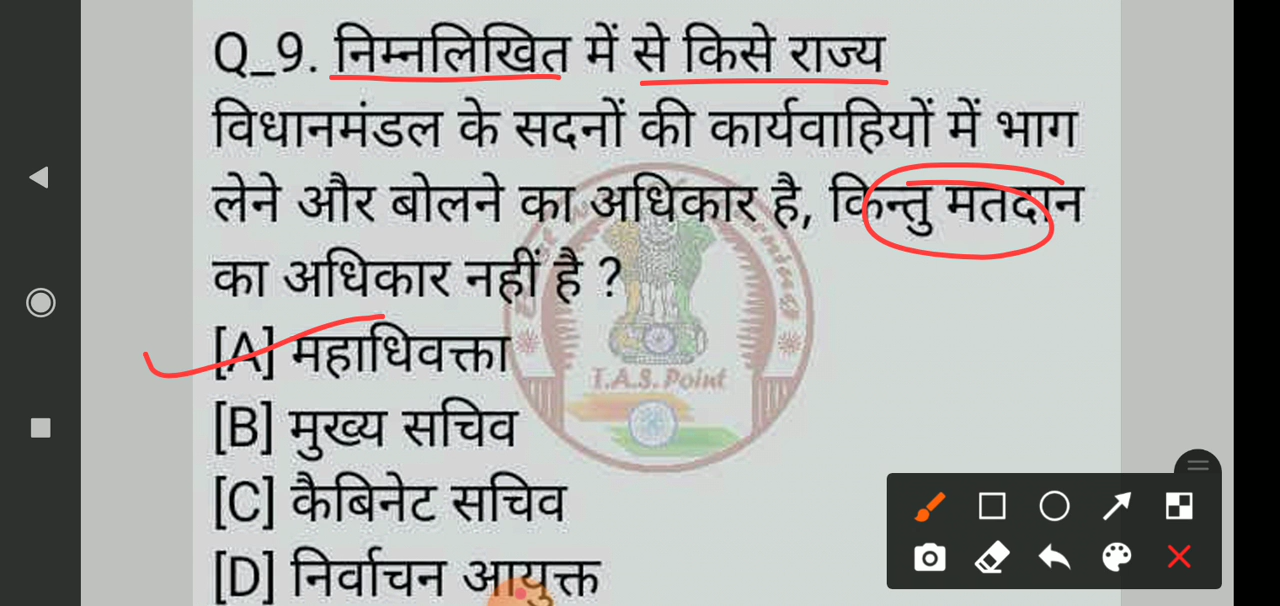 Q_9. निम्नलिखित में से किसे राज्य
विधानमंडल के सदनों की कार्यवाहियों में भाग
लेने और बोलने का अधिकार है, किन्तु मतदान
का अधिकार नहीं है ?
[A] महाधिवक्ता
[B] मुख्य सचिव
[C] कैबिनेट सचिव
[D] निर्वाचन आयुक्त
T.A.S. Point